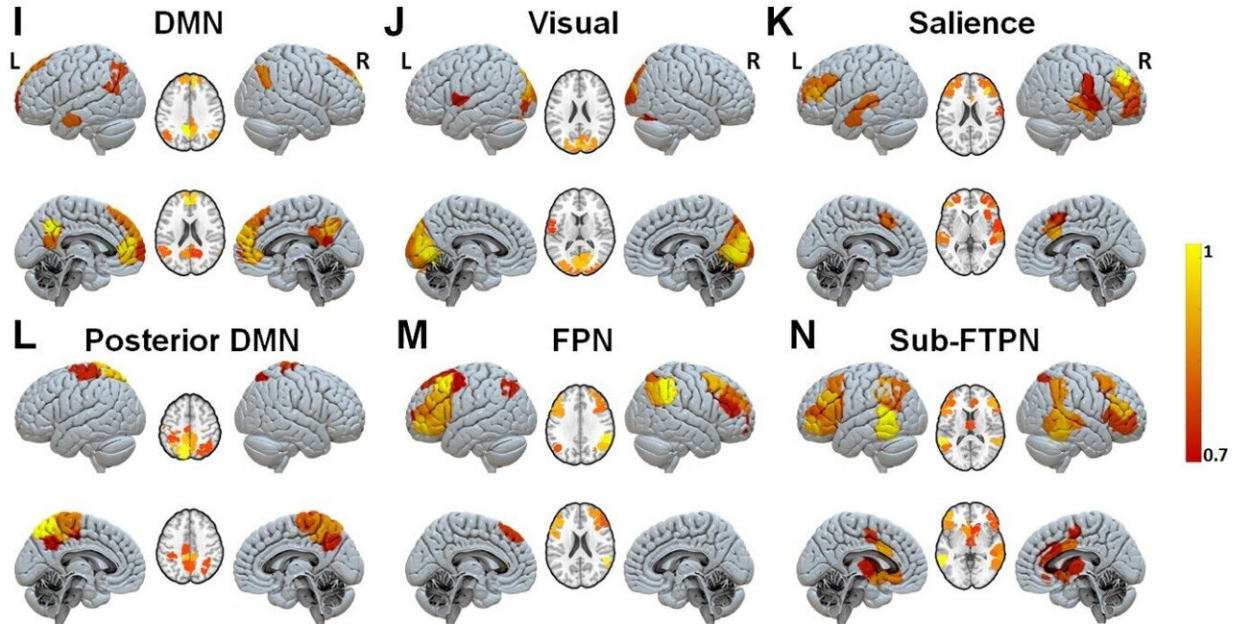 I DMN
L R
J Visual
L R
K Salience
L R
1
0.7
L Posterior DMN
M FPN
N Sub-FTPN